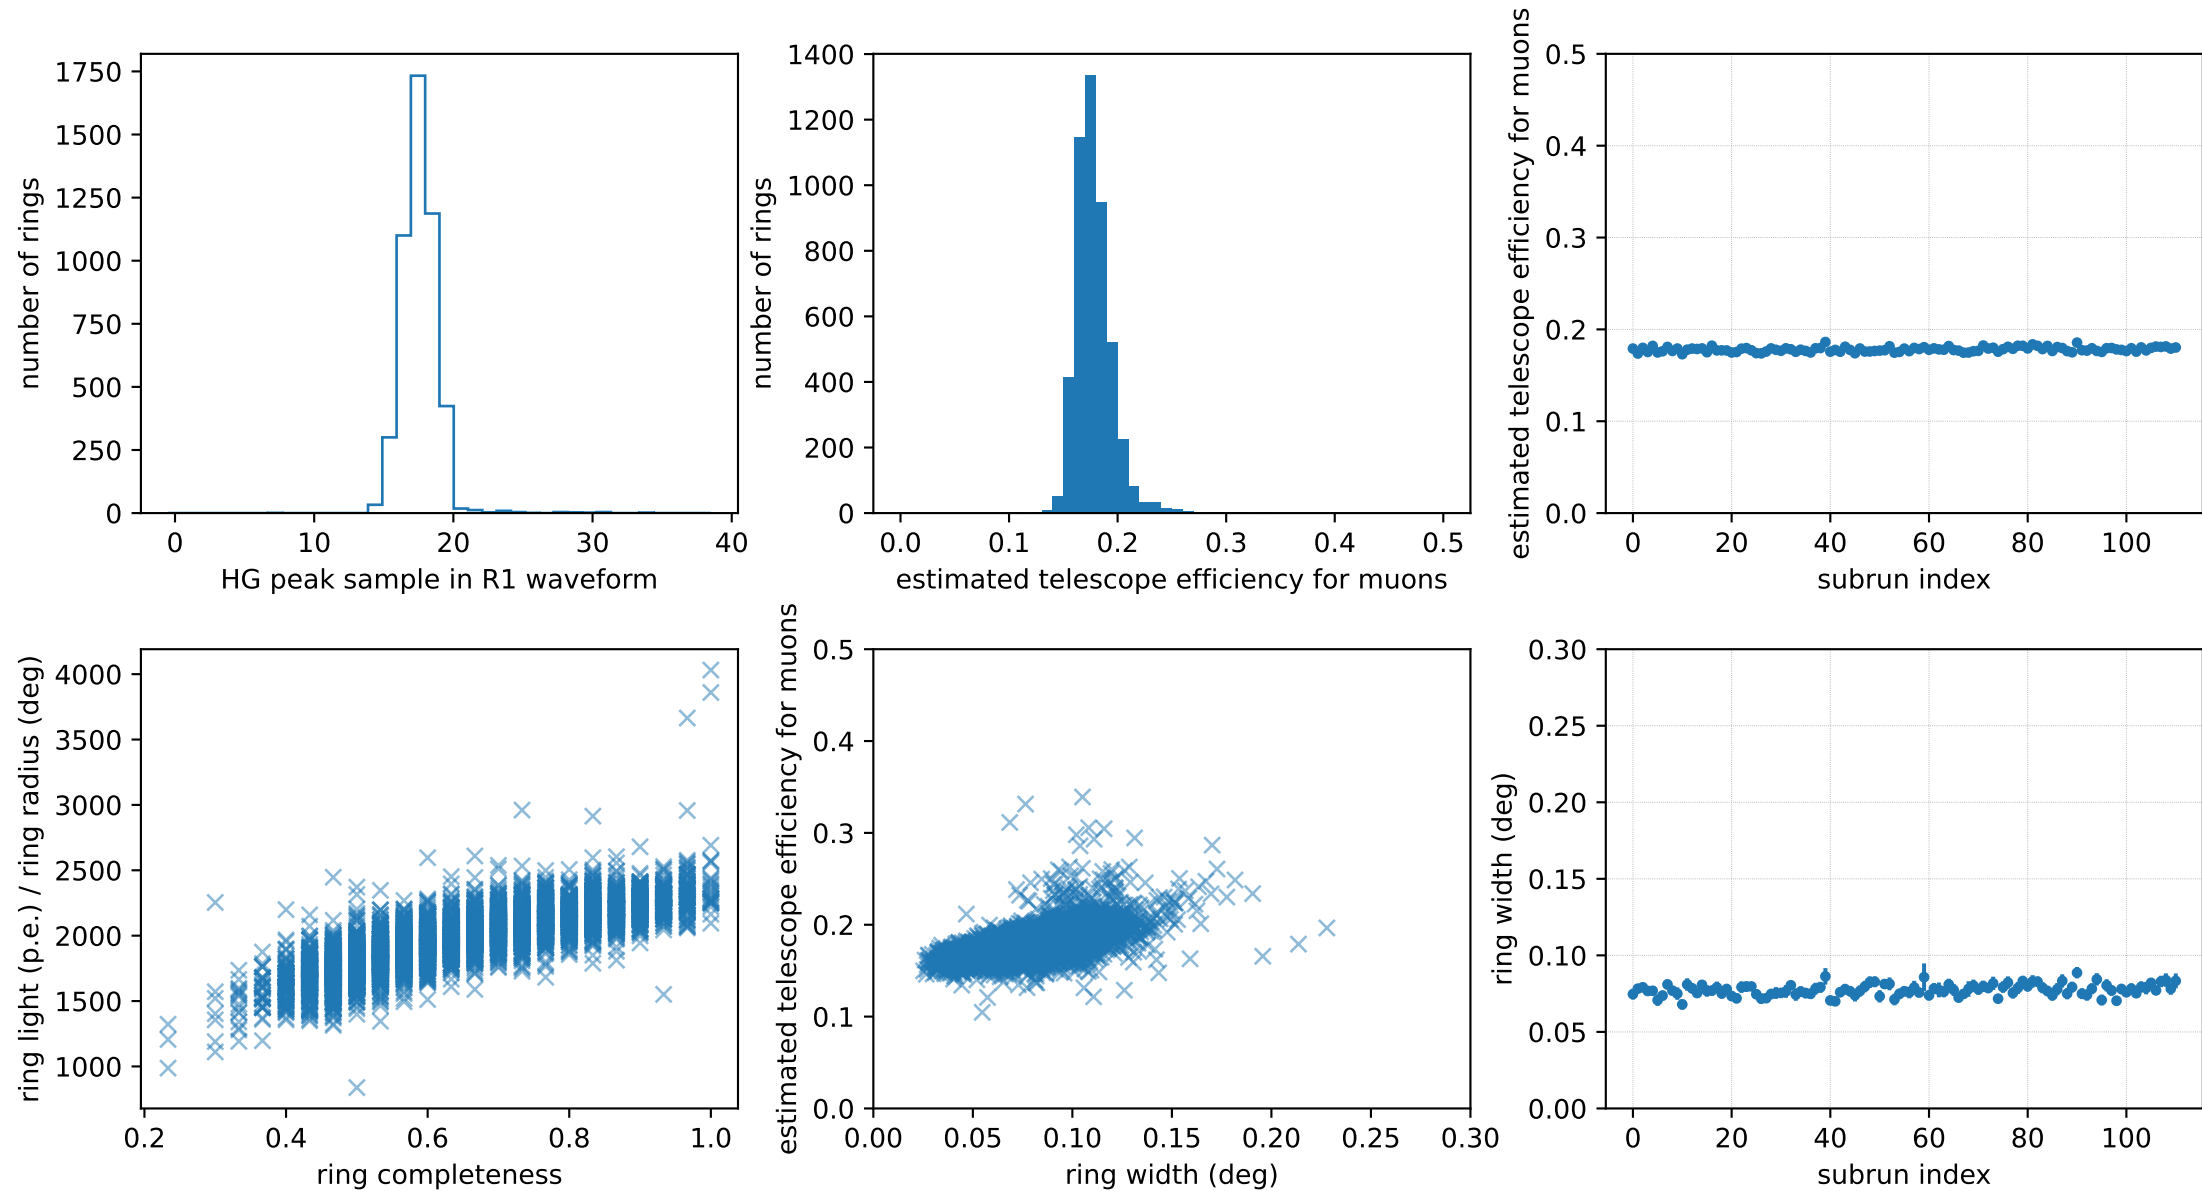 number of rings
1750
1500
1250
1000
750
500
250
0
0 10 20 30 40
HG peak sample in R1 waveform
number of rings
1400
1200
1000
800
600
400
200
0
0.0 0.1 0.2 0.3 0.4 0.5
estimated telescope efficiency for muons
estimated telescope efficiency for muons
0.5
0.4
0.3
0.2
0.1
0.0
0 20 40 60 80 100
subrun index
ring light (p.e.) / ring radius (deg)
4000
3500
3000
2500
2000
1500
1000
0.2 0.4 0.6 0.8 1.0
ring completeness
estimated telescope efficiency for muons
0.5
0.4
0.3
0.2
0.1
0.0
0.00 0.05 0.10 0.15 0.20 0.25 0.30
ring width (deg)
ring width (deg)
0.30
0.25
0.20
0.15
0.10
0.05
0.00
0 20 40 60 80 100
subrun index